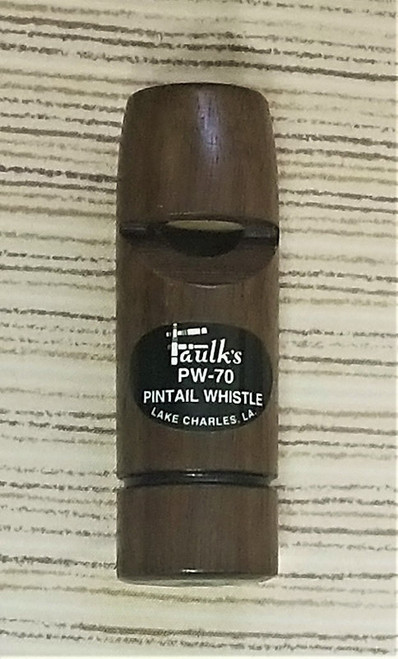 Faulk's
PW-70
PINTAIL WHISTLE
LAKE CHARLES, LA.